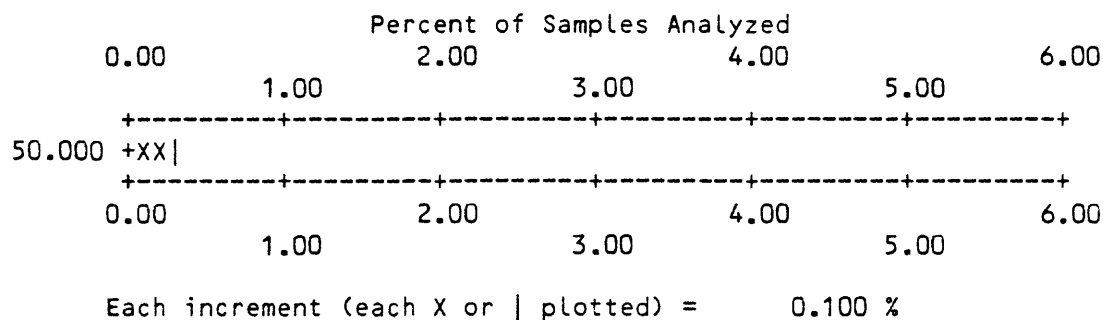 Percent of Samples Analyzed
0.00 2.00 4.00 6.00
1.00 3.00 5.00
+---------+---------+---------+---------+---------+---------+
50.000 +XX|
+---------+---------+---------+---------+---------+---------+
0.00 2.00 4.00 6.00
1.00 3.00 5.00
Each increment (each X or | plotted) = 0.100 %